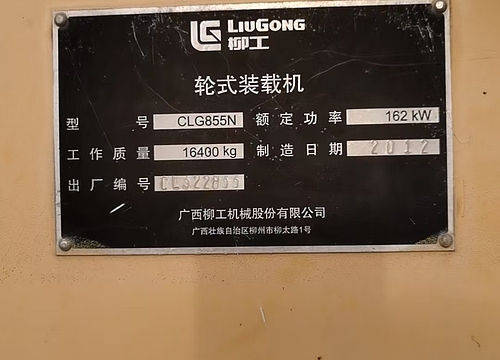 LIUGONG
柳工
轮式装载机
型号 CLG855N 额定功率 162 kW
工作质量 16400 kg 制造日期 2012
出厂编号
广西柳工机械股份有限公司
广西壮族自治区柳州市柳太路1号